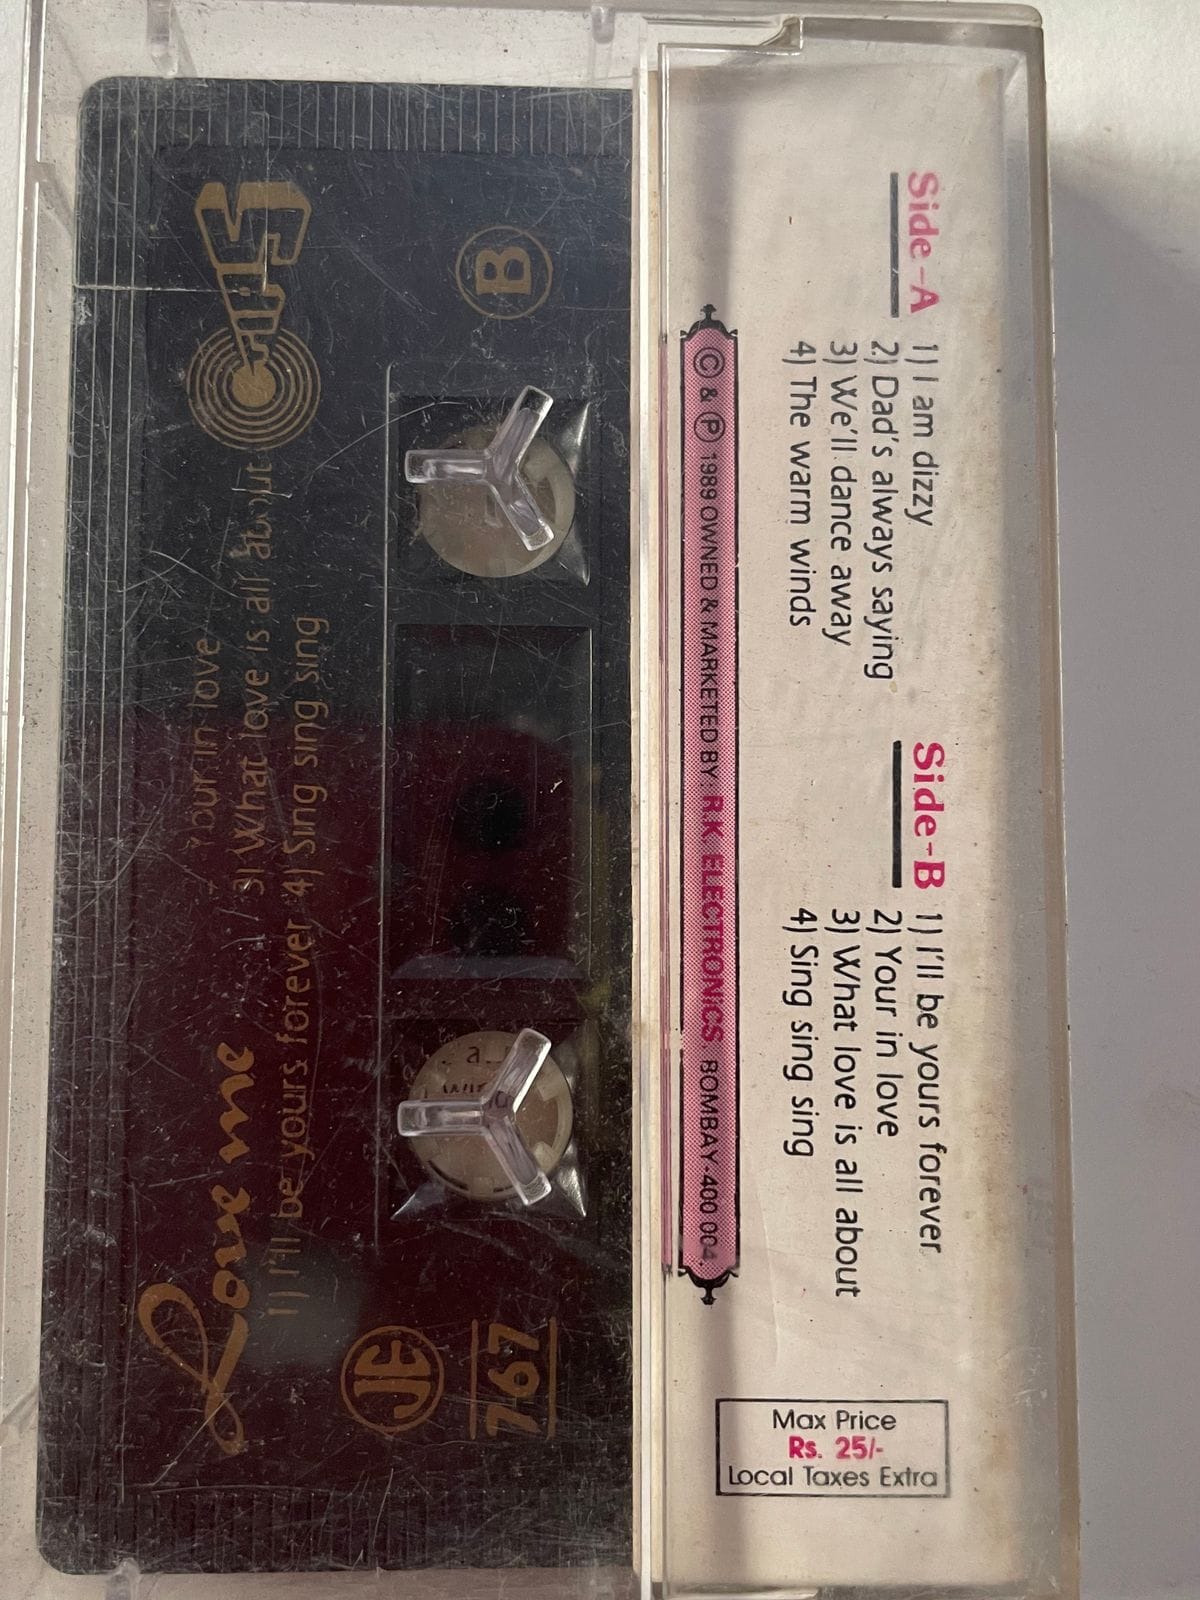 Side-A
1) I am dizzy
2) Dad's always saying
3) We'll dance away
4) The warm winds
Side-B
1) I'll be yours forever
2) Your in love
3) What love is all about
4) Sing sing sing
© & ℗ 1989 OWNED & MARKETED BY: R.K. ELECTRONICS. BOMBAY-400 004.
Max Price
Rs. 25/-
Local Taxes Extra
B
Love me
Your in love
3) What love is all about
1) I'll be yours forever 4) Sing sing sing
JE
767